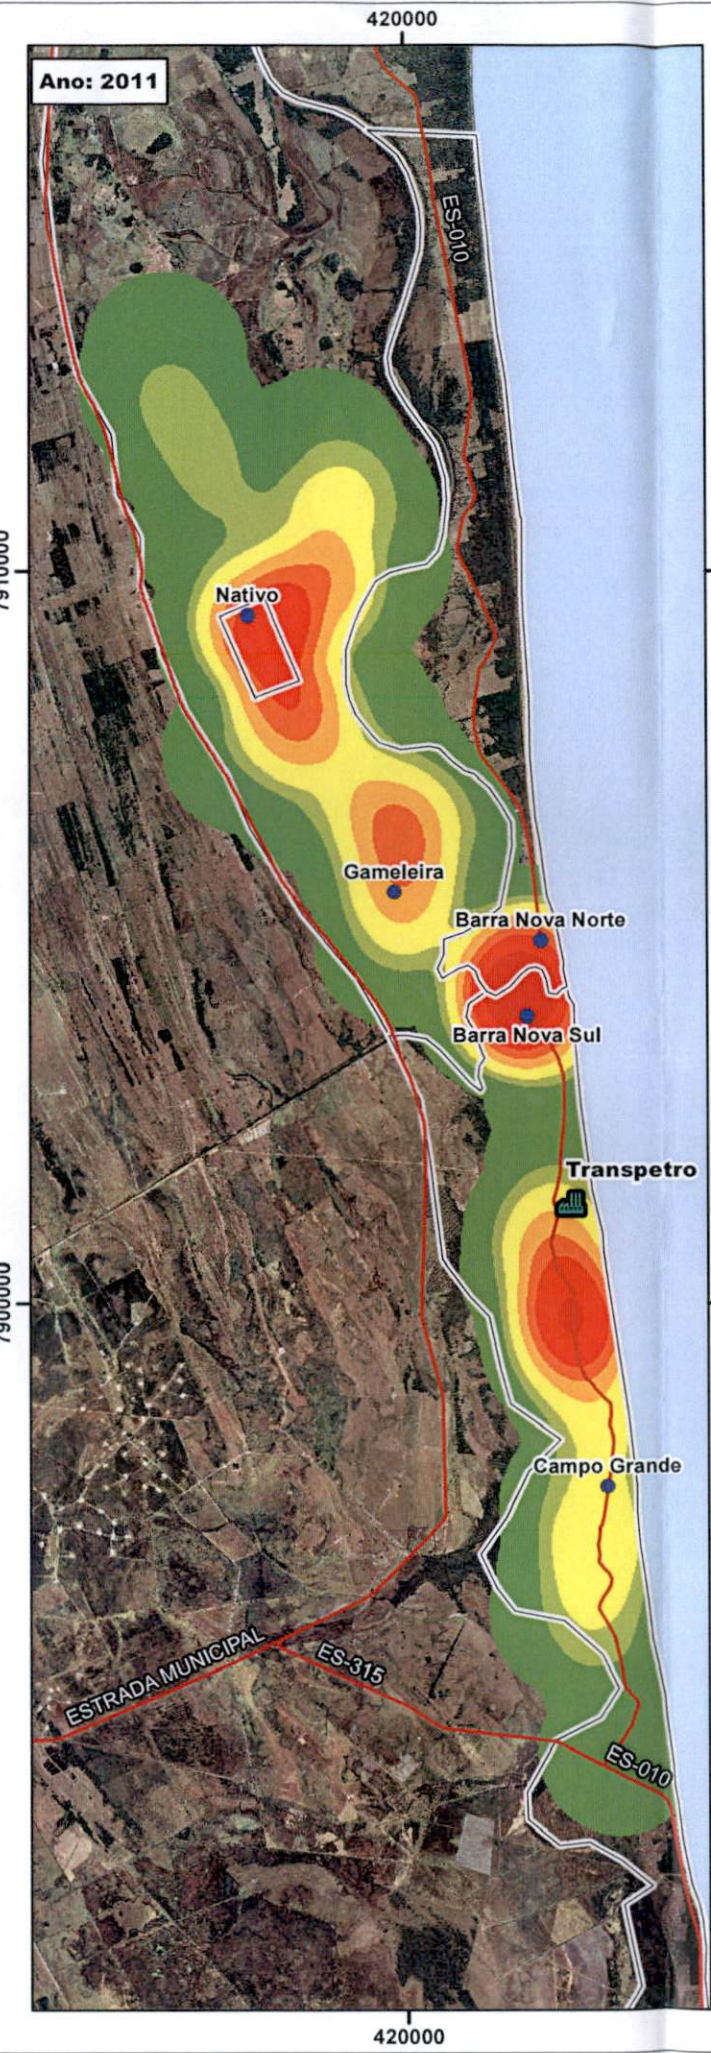 420000
Ano: 2011
ES-010
7910000
Nativo
Gameleira
Barra Nova Norte
Barra Nova Sul
Transpetro
7900000
Campo Grande
ESTRADA MUNICIPAL
ES-315
ES-010
420000